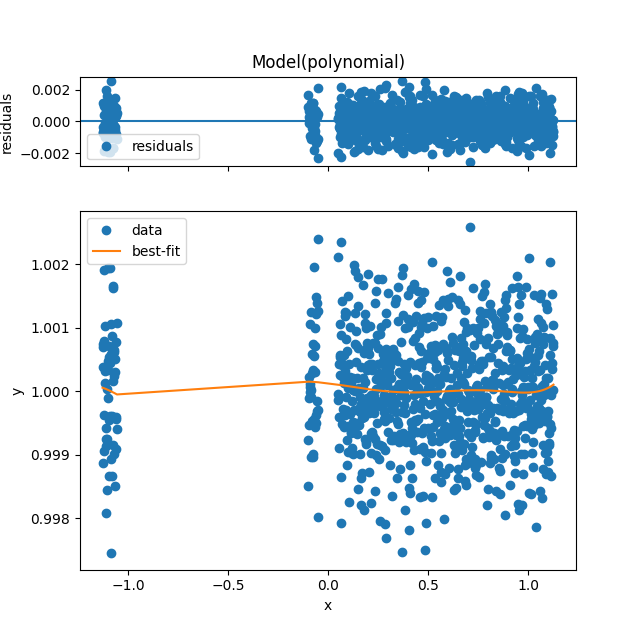 Model(polynomial)
0.002
0.000
−0.002
residuals
residuals
data
best-fit
1.002
1.001
1.000
0.999
0.998
y
−1.0 −0.5 0.0 0.5 1.0
x